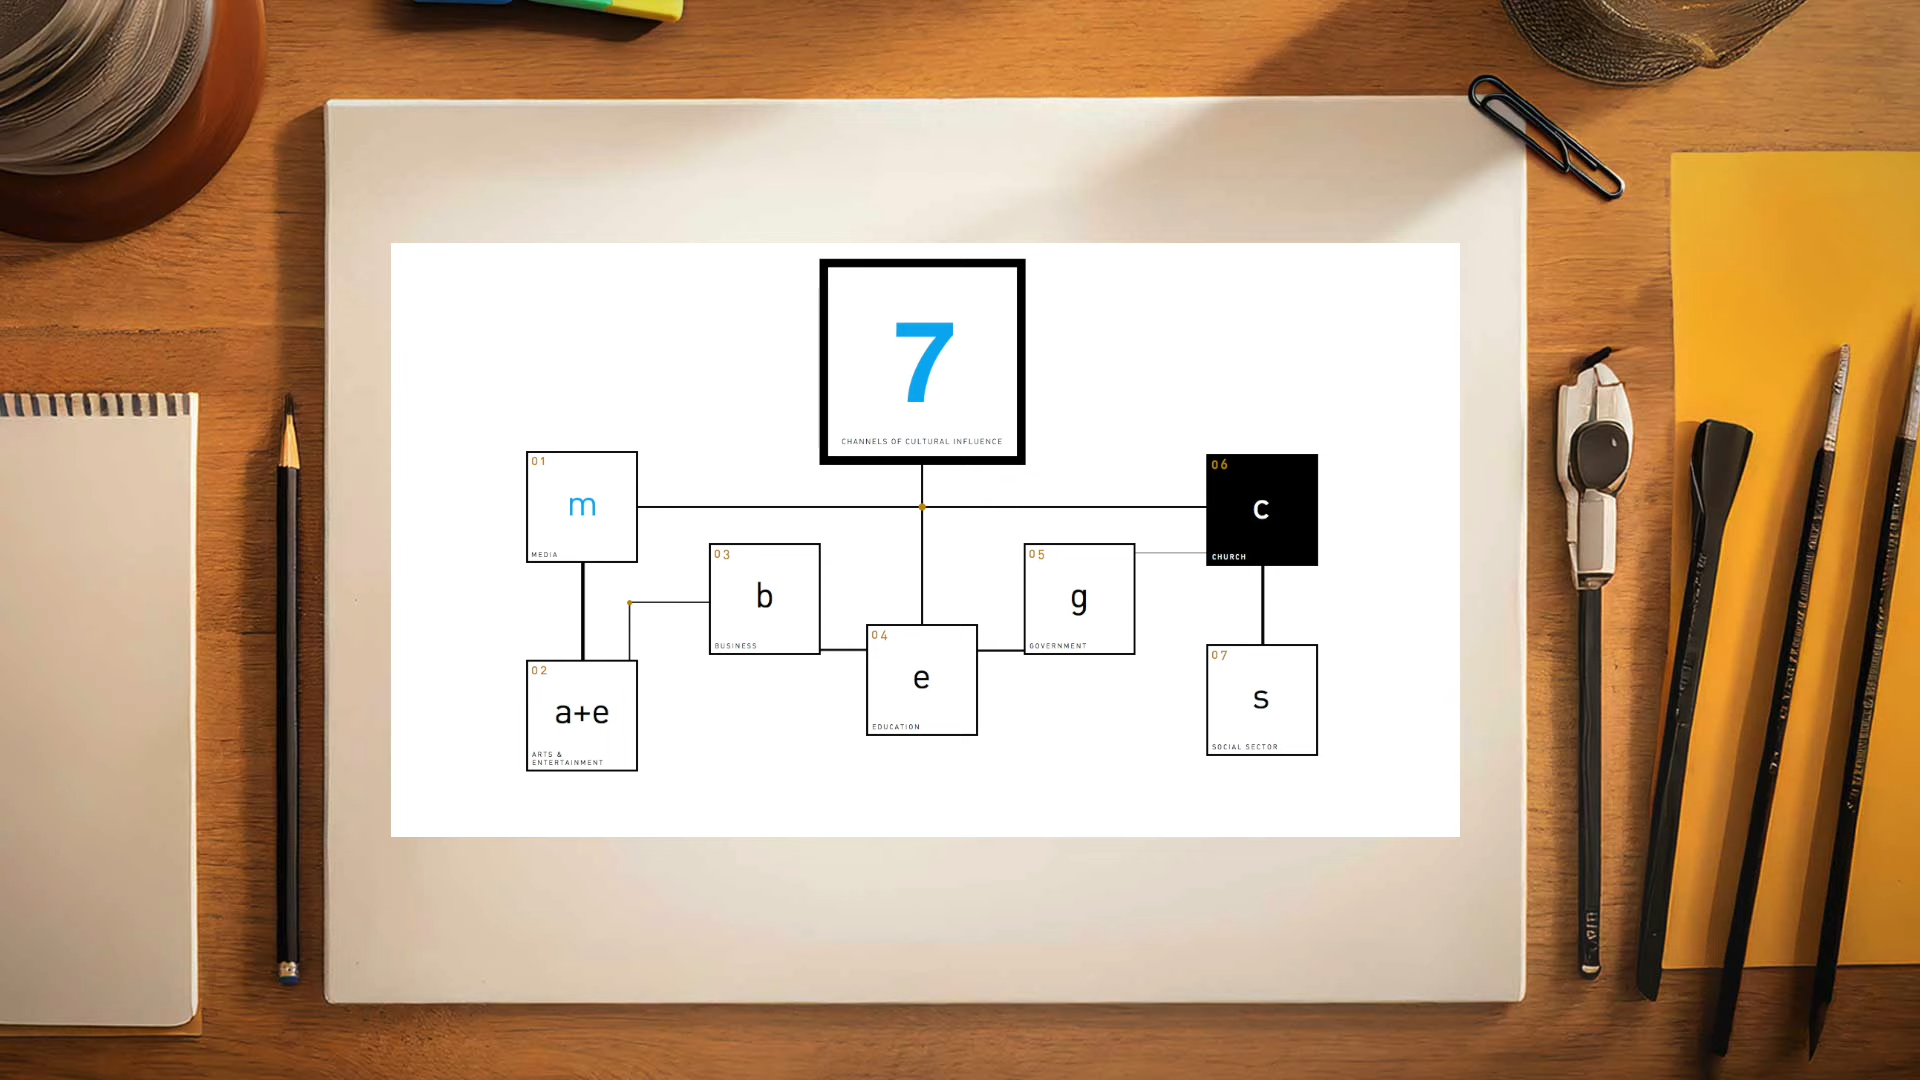 7
CHANNELS OF CULTURAL INFLUENCE
01
m
MEDIA
02
a+e
ARTS &
ENTERTAINMENT
03
b
BUSINESS
04
e
EDUCATION
05
g
GOVERNMENT
06
c
CHURCH
07
s
SOCIAL SECTOR